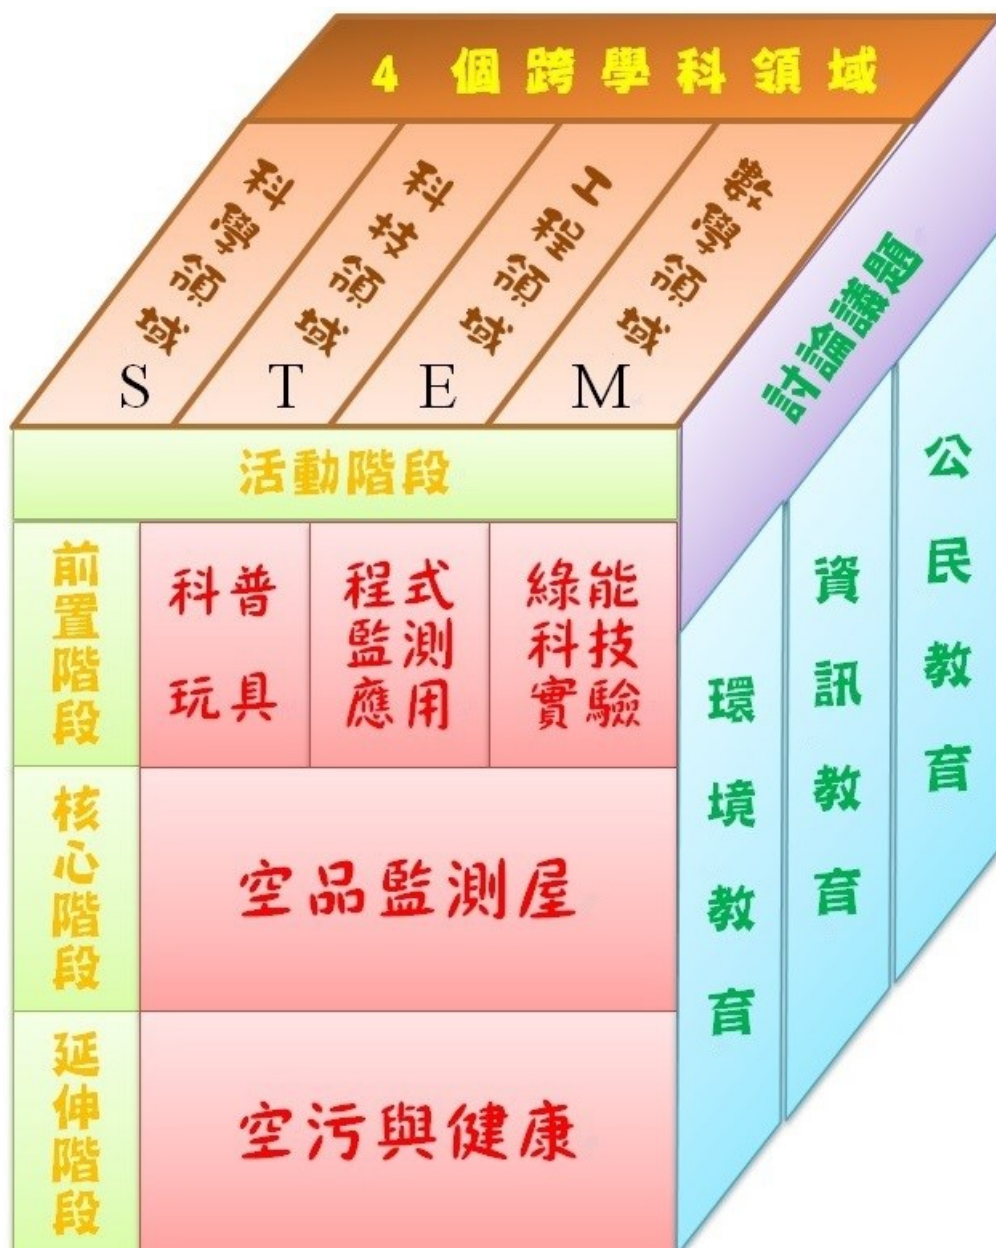 4 個跨學科領域
科學領域
科技領域
工程領域
數學領域
S
T
E
M
討論議題
活動階段
前置階段
科普
玩具
程式
監測
應用
綠能
科技
實驗
核心階段
空品監測屋
延伸階段
空污與健康
環境教育
資訊教育
公民教育